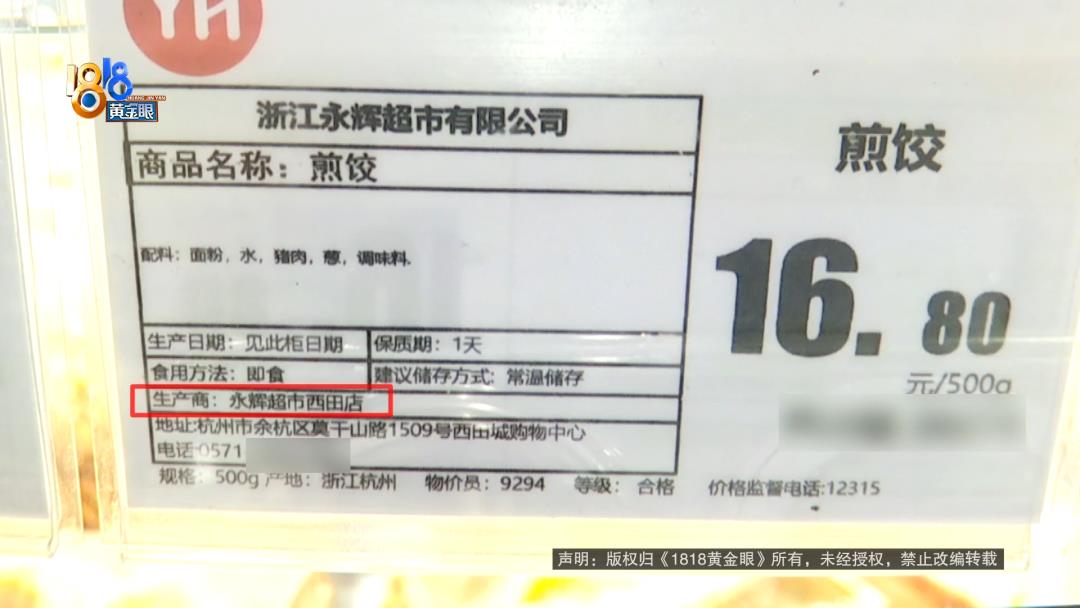 YH
1818
黄金眼
浙江永辉超市有限公司
商品名称：煎饺
煎饺
配料：面粉，水，猪肉，葱，调味料.
16.80
元/500g
生产日期：见此柜日期 保质期：1天
食用方法：即食 建议储存方式：常温储存
生产商：永辉超市西田店
地址:杭州市余杭区莫干山路1509号西田城购物中心
电话:0571
规格：500g 产地：浙江杭州 物价员：9294 等级：合格 价格监督电话:12315
声明：版权归《1818黄金眼》所有，未经授权，禁止改编转载